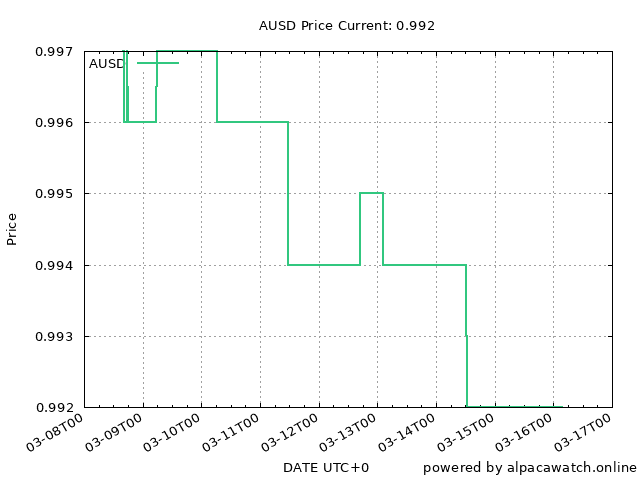 AUSD Price Current: 0.992
0.997
AUSD
0.996
0.995
0.994
0.993
0.992
Price
03-08T00
03-09T00
03-10T00
03-11T00
03-12T00
03-13T00
03-14T00
03-15T00
03-16T00
03-17T00
DATE UTC+0
powered by alpacawatch.online